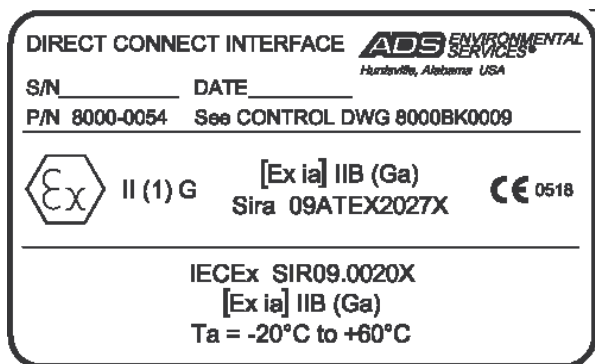 DIRECT CONNECT INTERFACE ADS ENVIRONMENTAL SERVICES®
Huntsville, Alabama USA
S/N__________ DATE__________
P/N 8000-0054 See CONTROL DWG 8000BK0009
Ex II (1) G [Ex ia] IIB (Ga) CE 0518
Sira 09ATEX2027X
IECEx SIR09.0020X
[Ex ia] IIB (Ga)
Ta = -20°C to +60°C